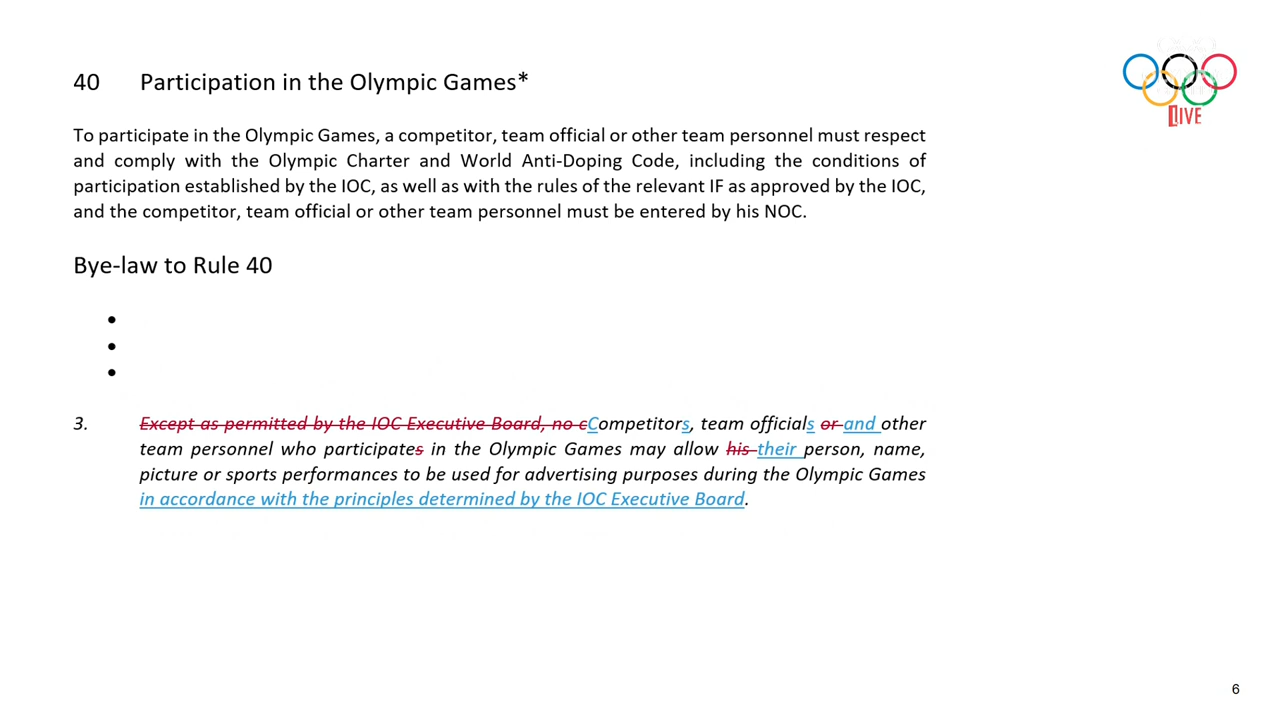 40 Participation in the Olympic Games*
LIVE
To participate in the Olympic Games, a competitor, team official or other team personnel must respect
and comply with the Olympic Charter and World Anti-Doping Code, including the conditions of
participation established by the IOC, as well as with the rules of the relevant IF as approved by the IOC,
and the competitor, team official or other team personnel must be entered by his NOC.
Bye-law to Rule 40
•
•
•
3. Except as permitted by the IOC Executive Board, no cCompetitors, team officials or and other
team personnel who participates in the Olympic Games may allow his their person, name,
picture or sports performances to be used for advertising purposes during the Olympic Games
in accordance with the principles determined by the IOC Executive Board.
6